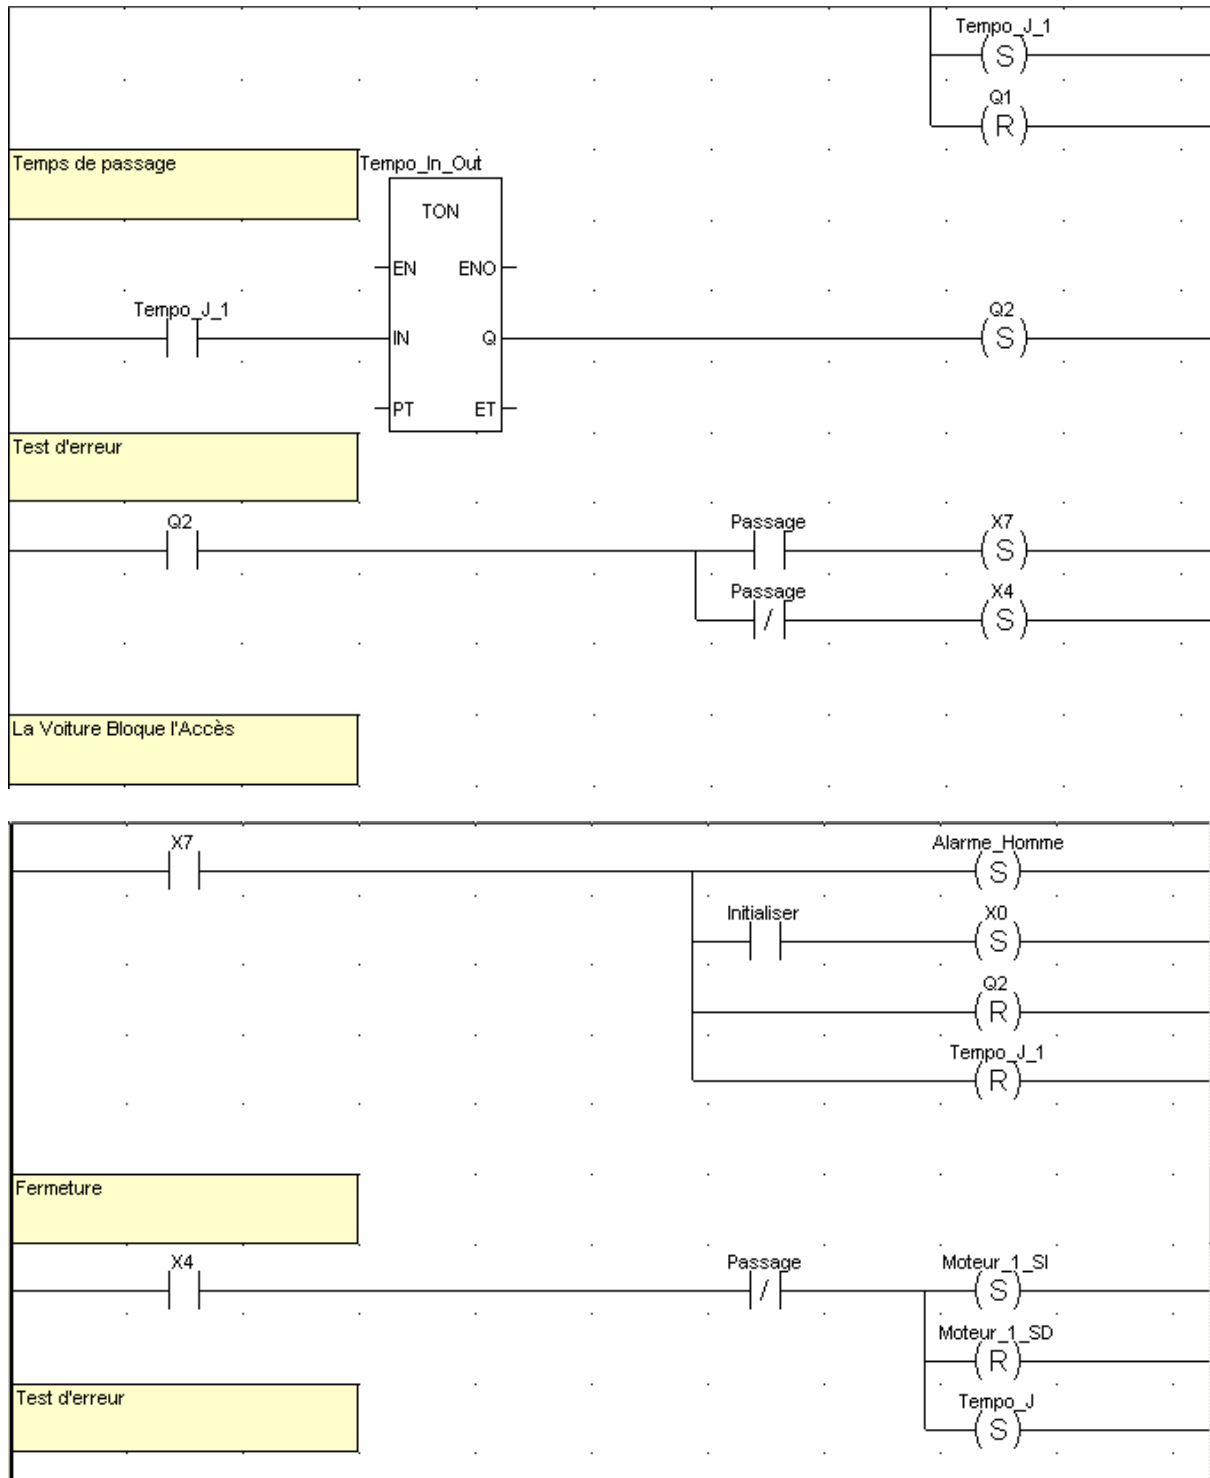 Tempo_J_1
S
Q1
R
Temps de passage
Tempo_In_Out
TON
EN ENO
Tempo_J_1
IN Q
Q2
S
PT ET
Test d'erreur
Q2
Passage
X7
S
Passage
/
X4
S
La Voiture Bloque l'Accès
X7
Alarme_Homme
S
Initialiser
X0
S
Q2
R
Tempo_J_1
R
Fermeture
X4
Passage
/
Moteur_1_SI
S
Moteur_1_SD
R
Test d'erreur
Tempo_J
S